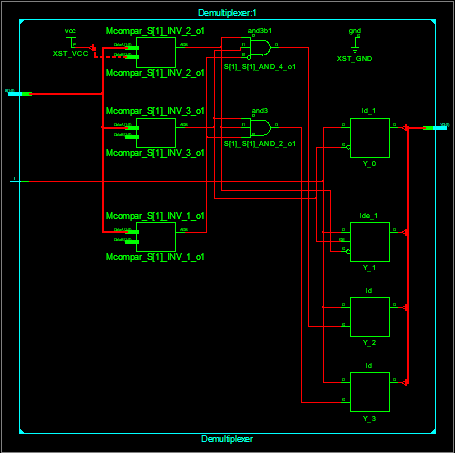 Demultiplexer:1
vcc
XST_VCC
Mcompar_S[1]_INV_2_o1
Mcompar_S[1]_INV_2_o1
and3b1
S[1]_S[1]_AND_4_o1
gnd
XST_GND
Mcompar_S[1]_INV_3_o1
Mcompar_S[1]_INV_3_o1
and3
S[1]_S[1]_AND_2_o1
ld_1
Y_0
Mcompar_S[1]_INV_1_o1
Mcompar_S[1]_INV_1_o1
lde_1
Y_1
ld
Y_2
ld
Y_3
Demultiplexer